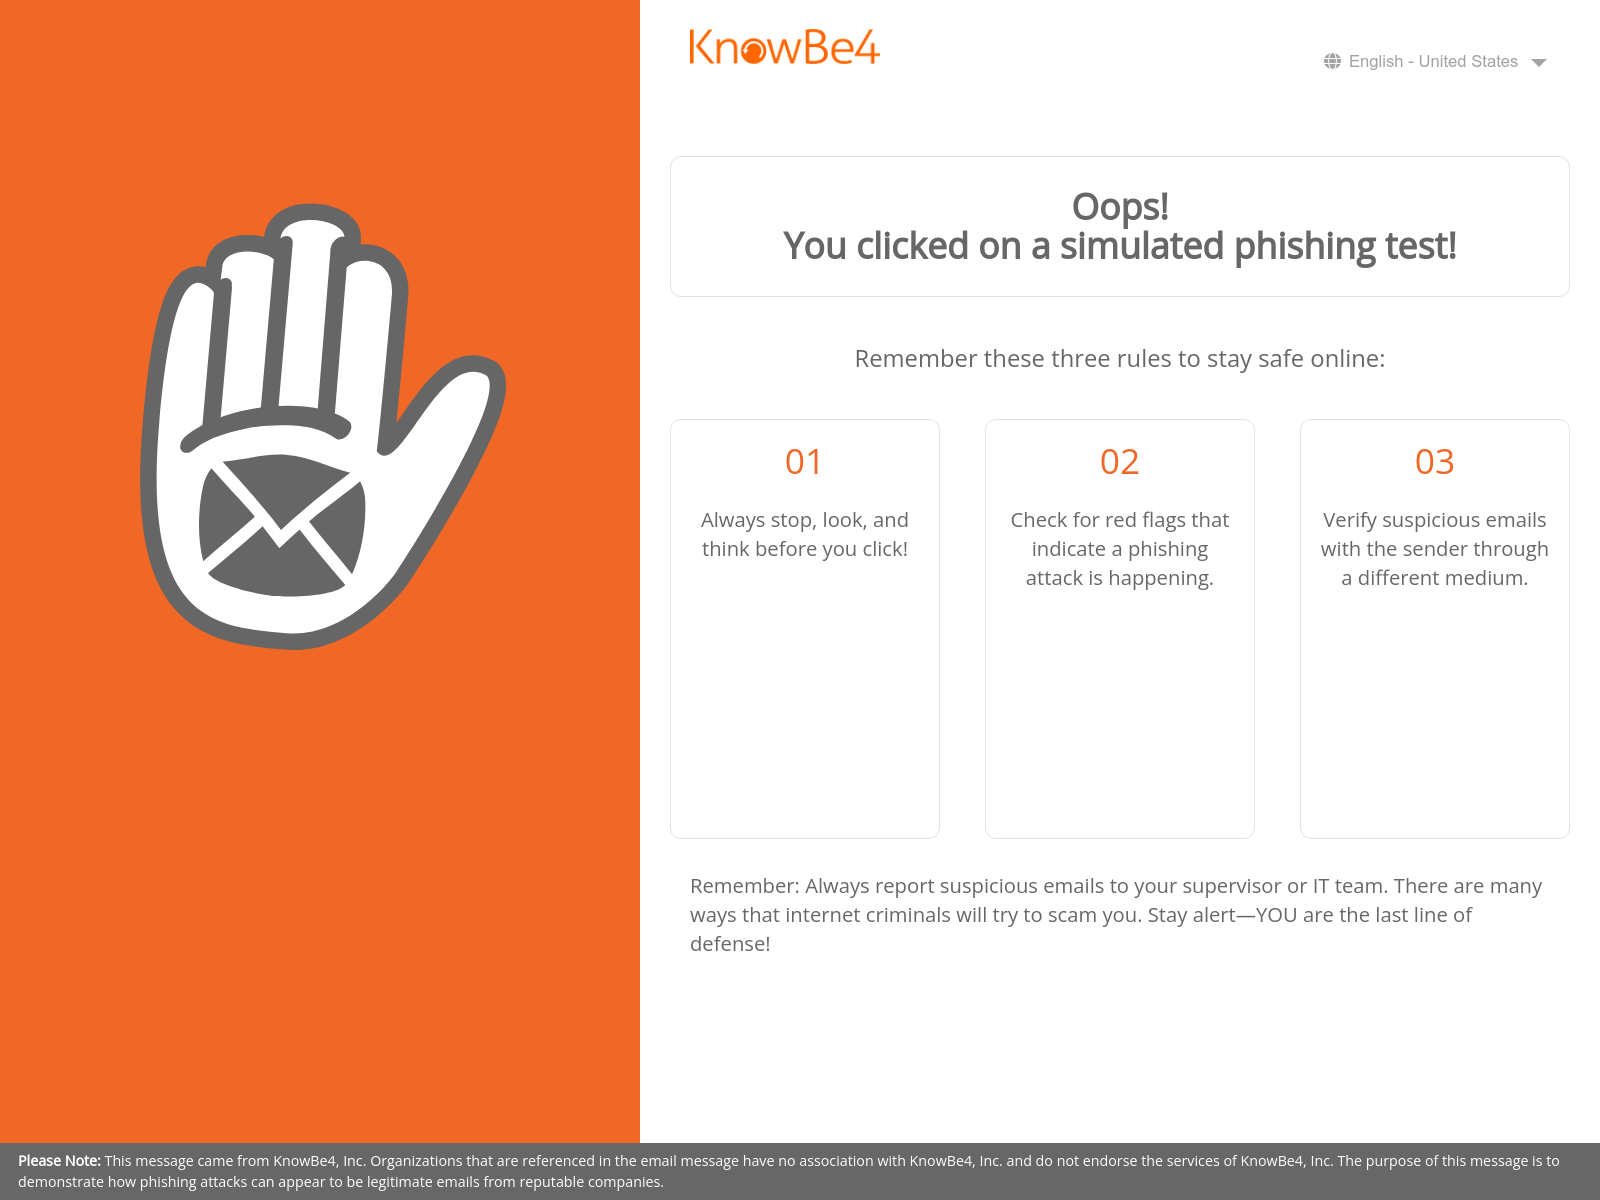 KnowBe4
English - United States
Oops!
You clicked on a simulated phishing test!
Remember these three rules to stay safe online:
01
Always stop, look, and
think before you click!
02
Check for red flags that
indicate a phishing
attack is happening.
03
Verify suspicious emails
with the sender through
a different medium.
Remember: Always report suspicious emails to your supervisor or IT team. There are many
ways that internet criminals will try to scam you. Stay alert—YOU are the last line of
defense!
Please Note: This message came from KnowBe4, Inc. Organizations that are referenced in the email message have no association with KnowBe4, Inc. and do not endorse the services of KnowBe4, Inc. The purpose of this message is to
demonstrate how phishing attacks can appear to be legitimate emails from reputable companies.